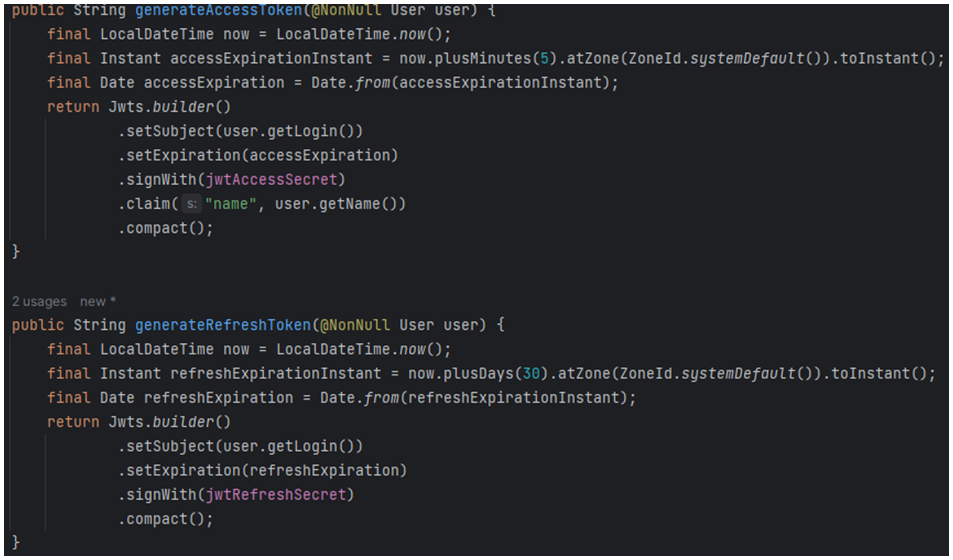 public String generateAccessToken(@NonNull User user) {
    final LocalDateTime now = LocalDateTime.now();
    final Instant accessExpirationInstant = now.plusMinutes(5).atZone(ZoneId.systemDefault()).toInstant();
    final Date accessExpiration = Date.from(accessExpirationInstant);
    return Jwts.builder()
            .setSubject(user.getLogin())
            .setExpiration(accessExpiration)
            .signWith(jwtAccessSecret)
            .claim( s: "name", user.getName())
            .compact();
}
2 usages new *
public String generateRefreshToken(@NonNull User user) {
    final LocalDateTime now = LocalDateTime.now();
    final Instant refreshExpirationInstant = now.plusDays(30).atZone(ZoneId.systemDefault()).toInstant();
    final Date refreshExpiration = Date.from(refreshExpirationInstant);
    return Jwts.builder()
            .setSubject(user.getLogin())
            .setExpiration(refreshExpiration)
            .signWith(jwtRefreshSecret)
            .compact();
}